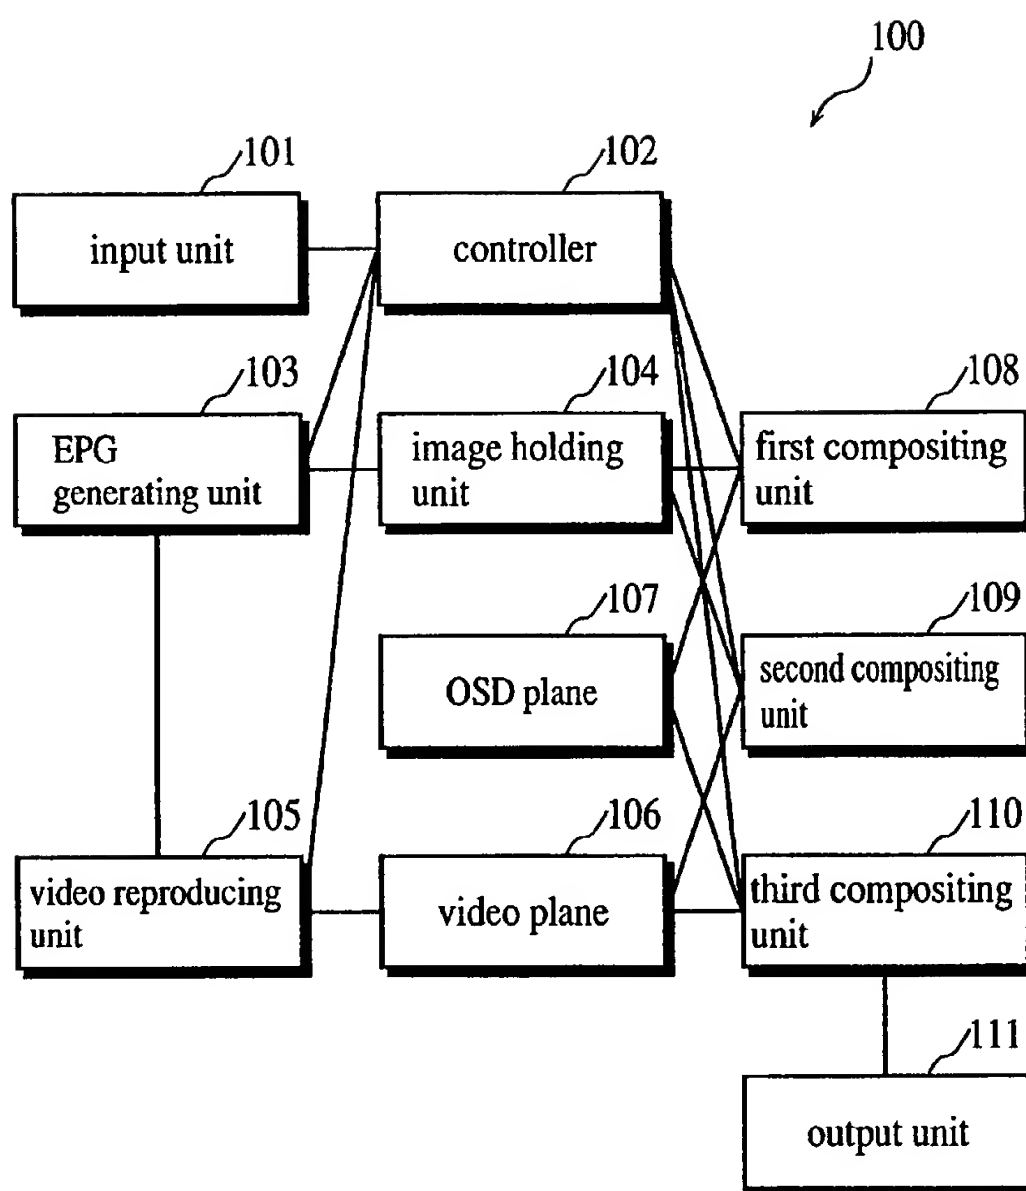 100
101
input unit
102
controller
103
EPG
generating unit
104
image holding
unit
108
first compositing
unit
107
OSD plane
109
second compositing
unit
105
video reproducing
unit
106
video plane
110
third compositing
unit
111
output unit